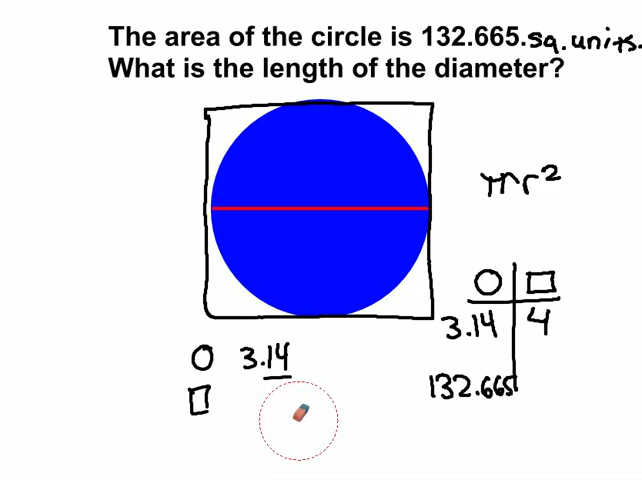 The area of the circle is 132.665.sq.units.
What is the length of the diameter?
πr²
3.14 4
132.665
3.14